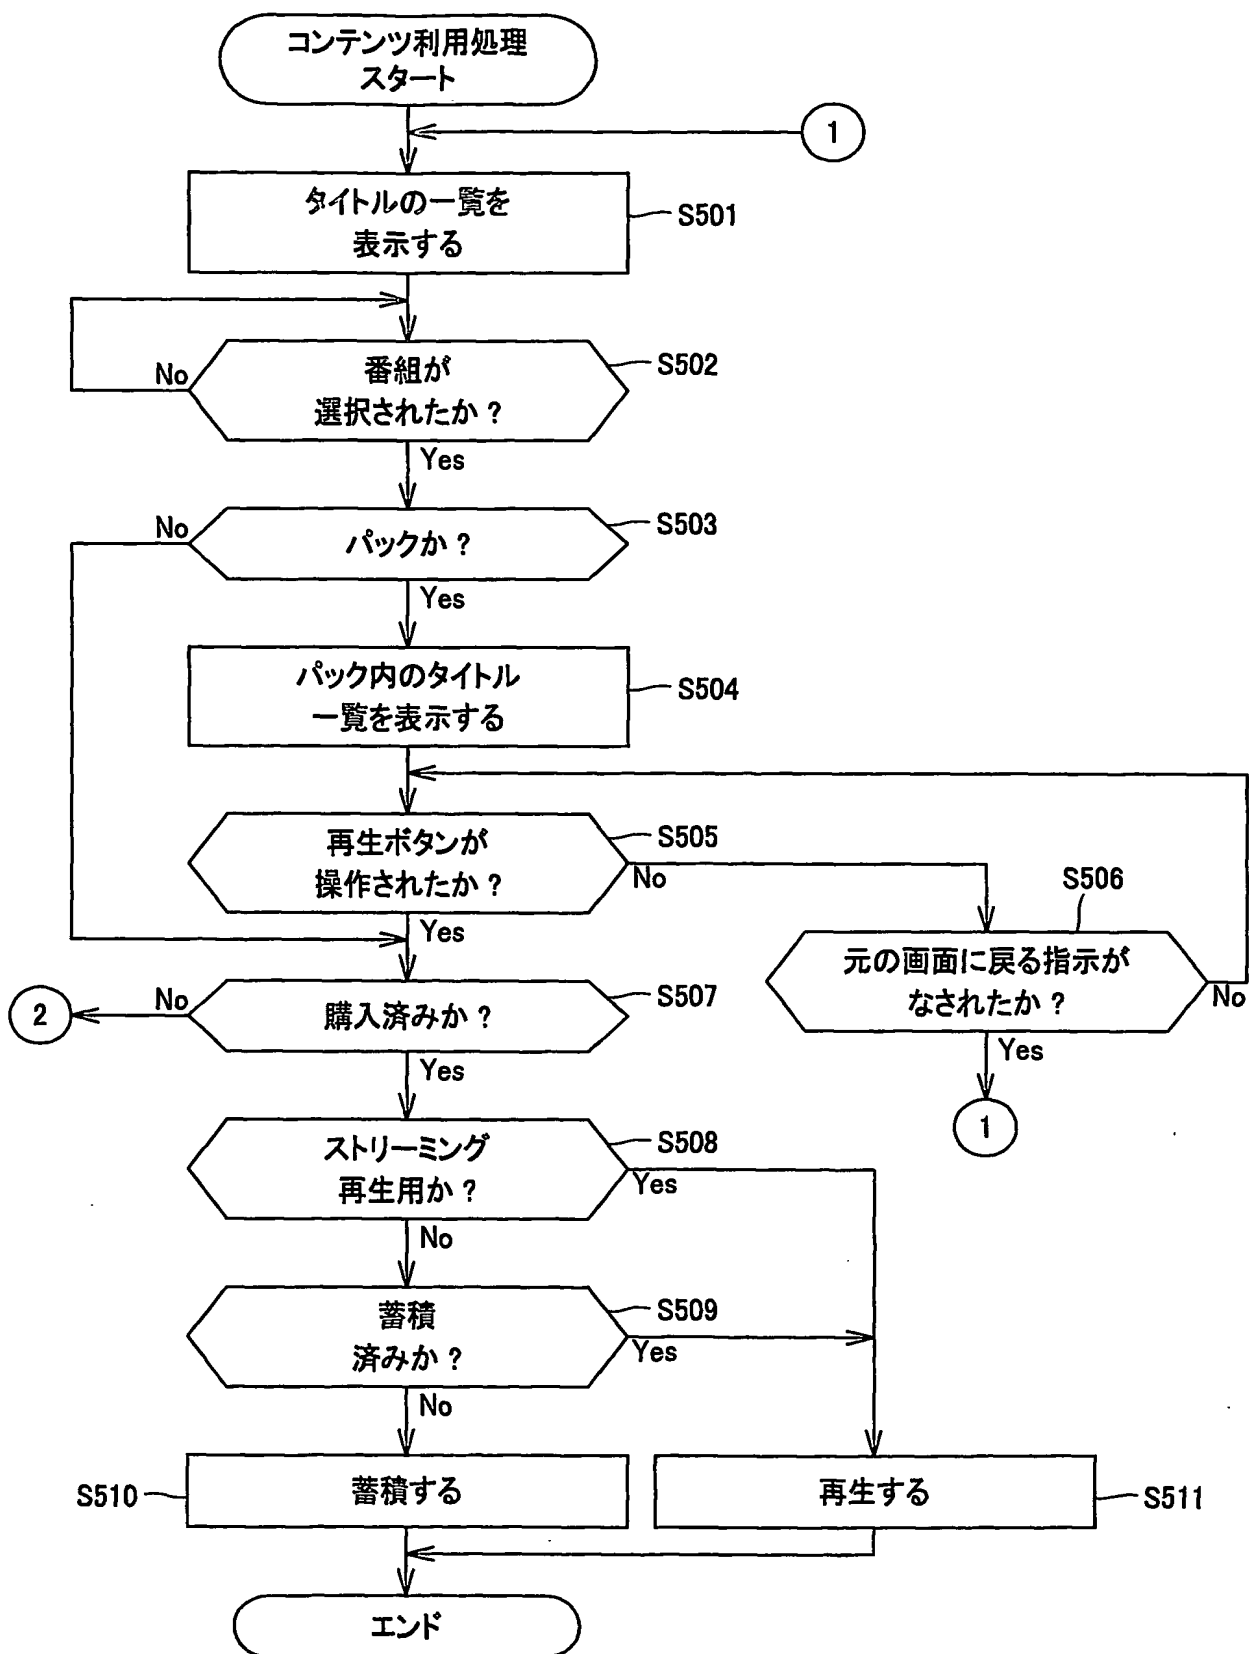 コンテンツ利用処理
スタート
1
タイトルの一覧を
表示する
S501
番組が
選択されたか？
S502
No
Yes
パックか？
S503
No
Yes
パック内のタイトル
一覧を表示する
S504
再生ボタンが
操作されたか？
S505
No
Yes
S506
元の画面に戻る指示が
なされたか？
No
Yes
1
購入済みか？
S507
No
2
Yes
ストリーミング
再生用か？
S508
Yes
No
蓄積
済みか？
S509
Yes
No
S510
蓄積する
再生する
S511
エンド